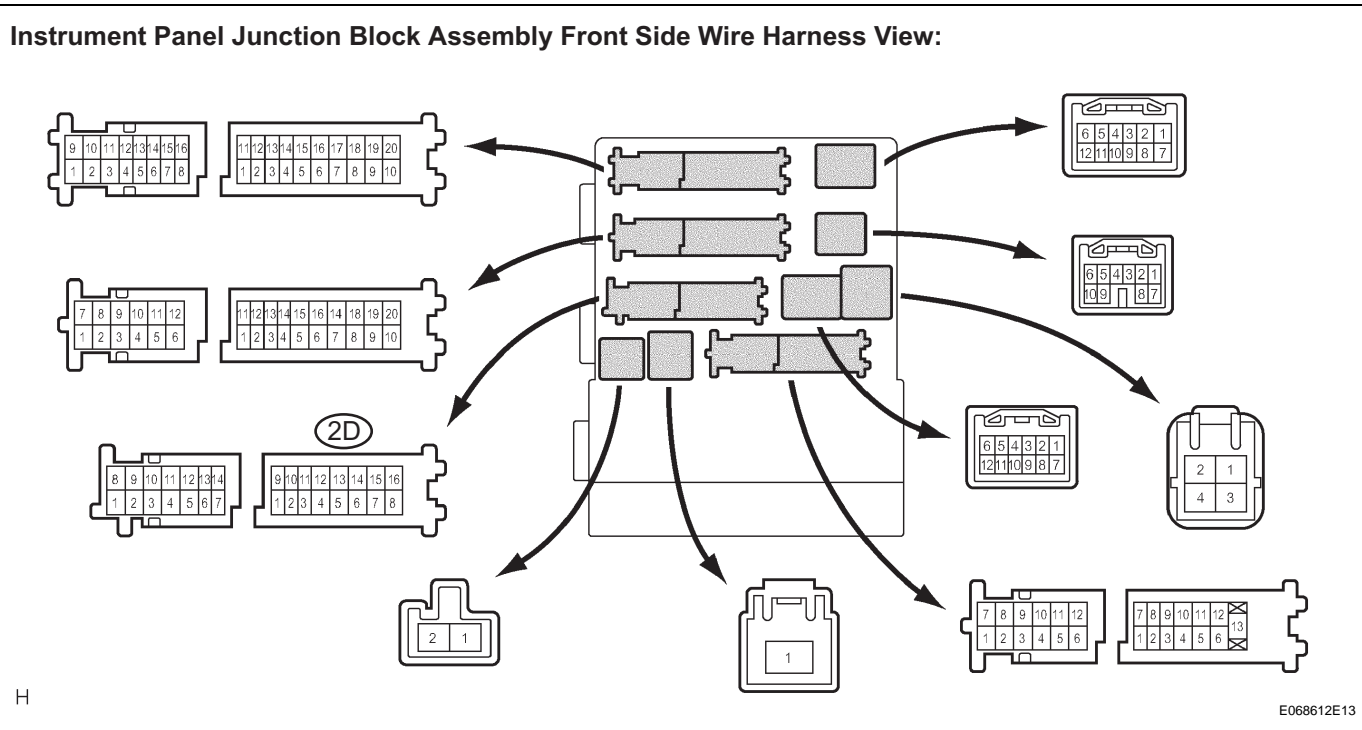 Instrument Panel Junction Block Assembly Front Side Wire Harness View:
9 10 11 12 13 14 15 16
1 2 3 4 5 6 7 8
11 12 13 14 15 16 17 18 19 20
1 2 3 4 5 6 7 8 9 10
6 5 4 3 2 1
12 11 10 9 8 7
7 8 9 10 11 12
1 2 3 4 5 6
11 12 13 14 15 16 14 18 19 20
1 2 3 4 5 6 7 8 9 10
6 5 4 3 2 1
10 9 8 7
2D
8 9 10 11 12 13 14
1 2 3 4 5 6 7
9 10 11 12 13 14 15 16
1 2 3 4 5 6 7 8
6 5 4 3 2 1
12 11 10 9 8 7
2 1
4 3
2 1
1
7 8 9 10 11 12
1 2 3 4 5 6
7 8 9 10 11 12
13
1 2 3 4 5 6
H
E068612E13